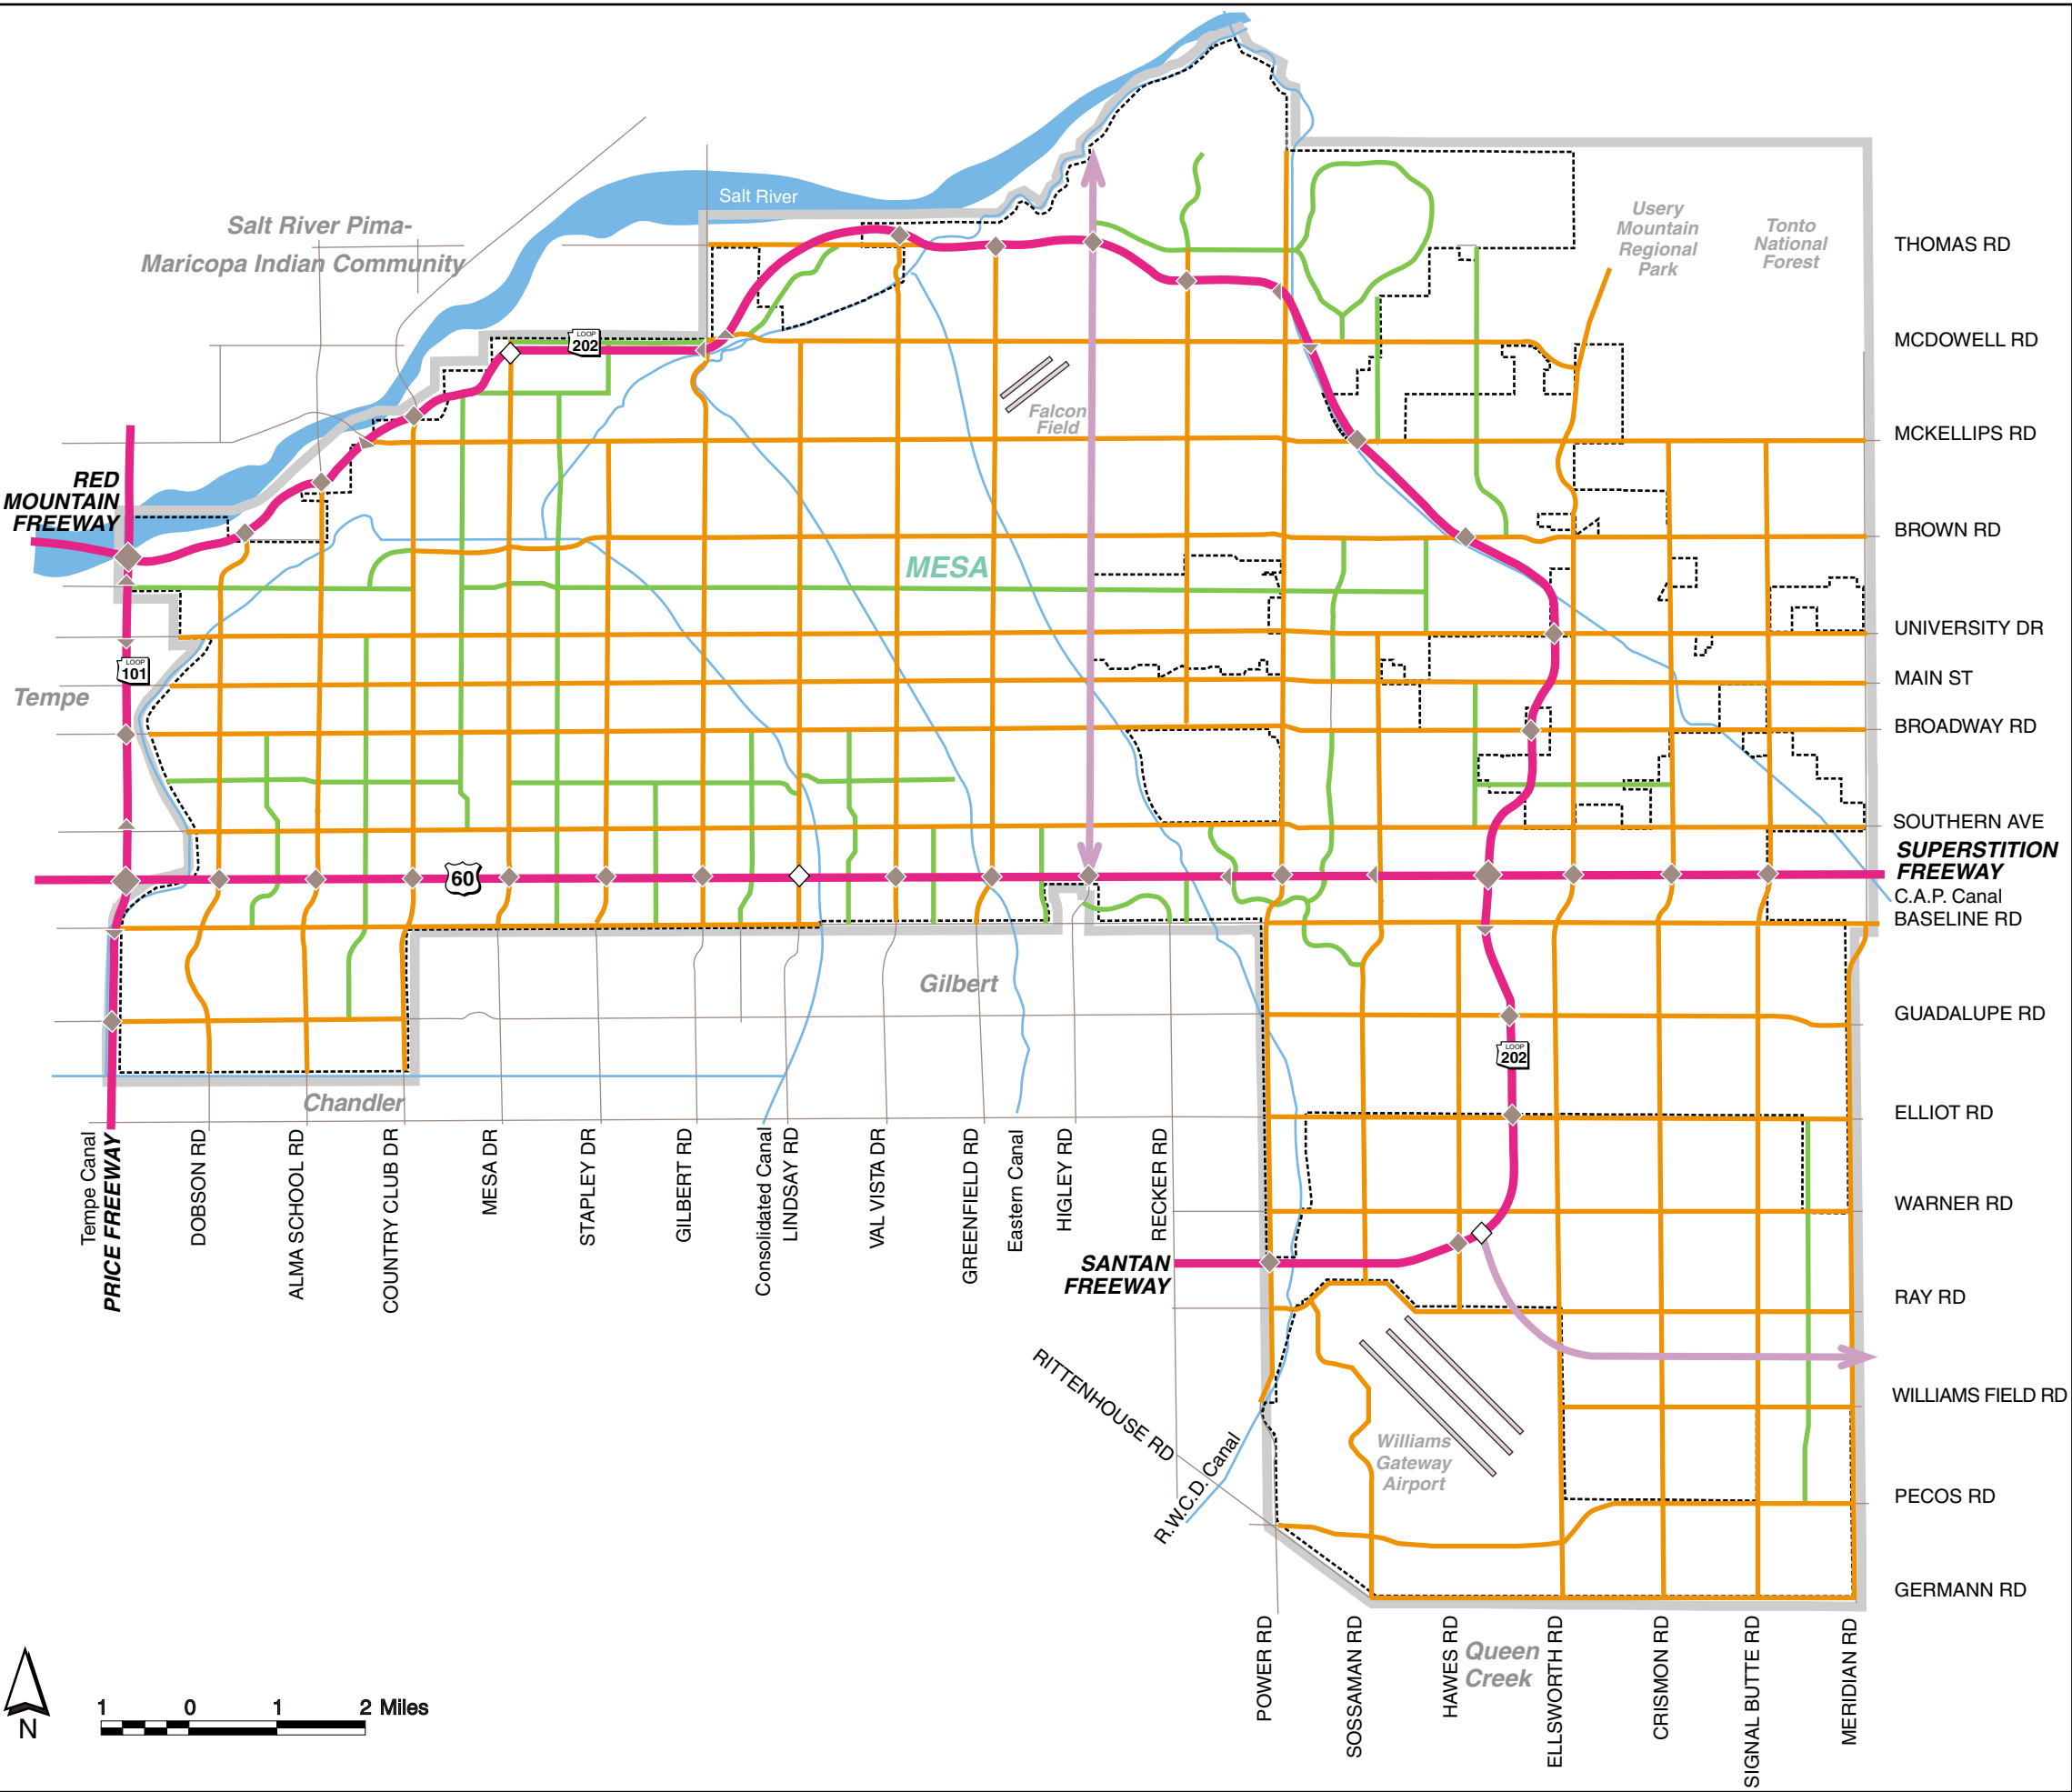 Salt River
Salt River Pima-
Maricopa Indian Community
Usery
Mountain
Regional
Park
Tonto
National
Forest
THOMAS RD
LOOP
202
MCDOWELL RD
Falcon
Field
MCKELLIPS RD
RED
MOUNTAIN
FREEWAY
BROWN RD
MESA
UNIVERSITY DR
LOOP
101
Tempe
MAIN ST
BROADWAY RD
SOUTHERN AVE
SUPERSTITION
FREEWAY
60
C.A.P. Canal
BASELINE RD
Gilbert
GUADALUPE RD
LOOP
202
Chandler
ELLIOT RD
Tempe Canal
PRICE FREEWAY
DOBSON RD
ALMA SCHOOL RD
COUNTRY CLUB DR
MESA DR
STAPLEY DR
GILBERT RD
Consolidated Canal
LINDSAY RD
VAL VISTA DR
GREENFIELD RD
Eastern Canal
HIGLEY RD
RECKER RD
WARNER RD
SANTAN
FREEWAY
RAY RD
RITTENHOUSE RD
WILLIAMS FIELD RD
R.W.C.D. Canal
Williams
Gateway
Airport
PECOS RD
GERMANN RD
POWER RD
SOSSAMAN RD
HAWES RD
Queen
Creek
ELLSWORTH RD
CRISMON RD
SIGNAL BUTTE RD
MERIDIAN RD
N
1 0 1 2 Miles